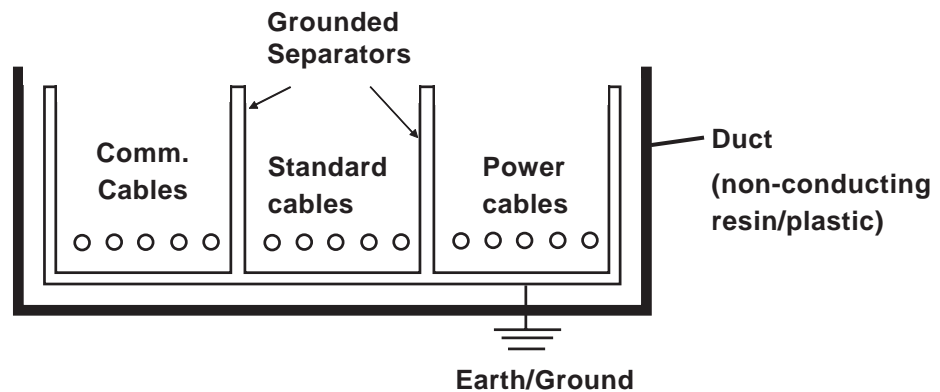 Grounded
Separators
Comm.
Cables
Standard
cables
Power
cables
Duct
(non-conducting
resin/plastic)
Earth/Ground